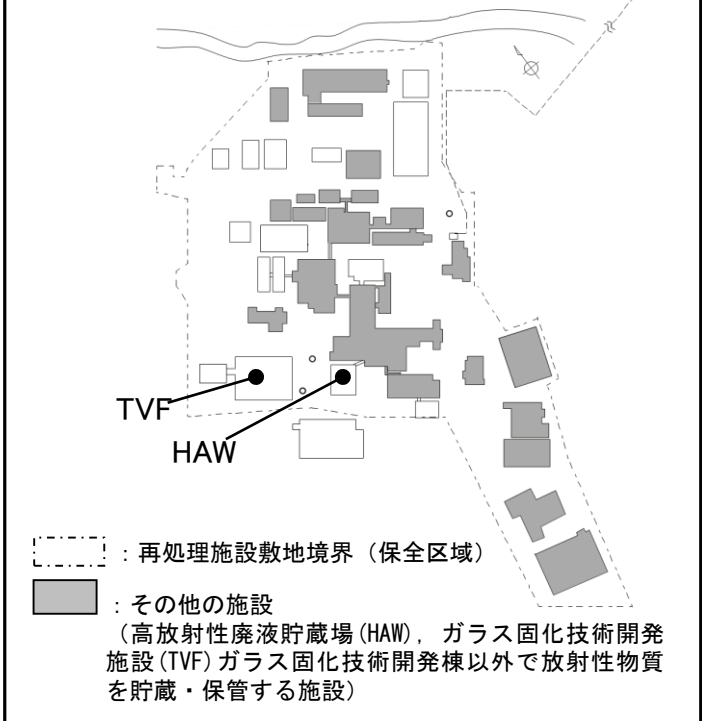 TVF
HAW
：再処理施設敷地境界（保全区域）
：その他の施設
（高放射性廃液貯蔵場(HAW)，ガラス固化技術開発
施設(TVF)ガラス固化技術開発棟以外で放射性物質
を貯蔵・保管する施設）